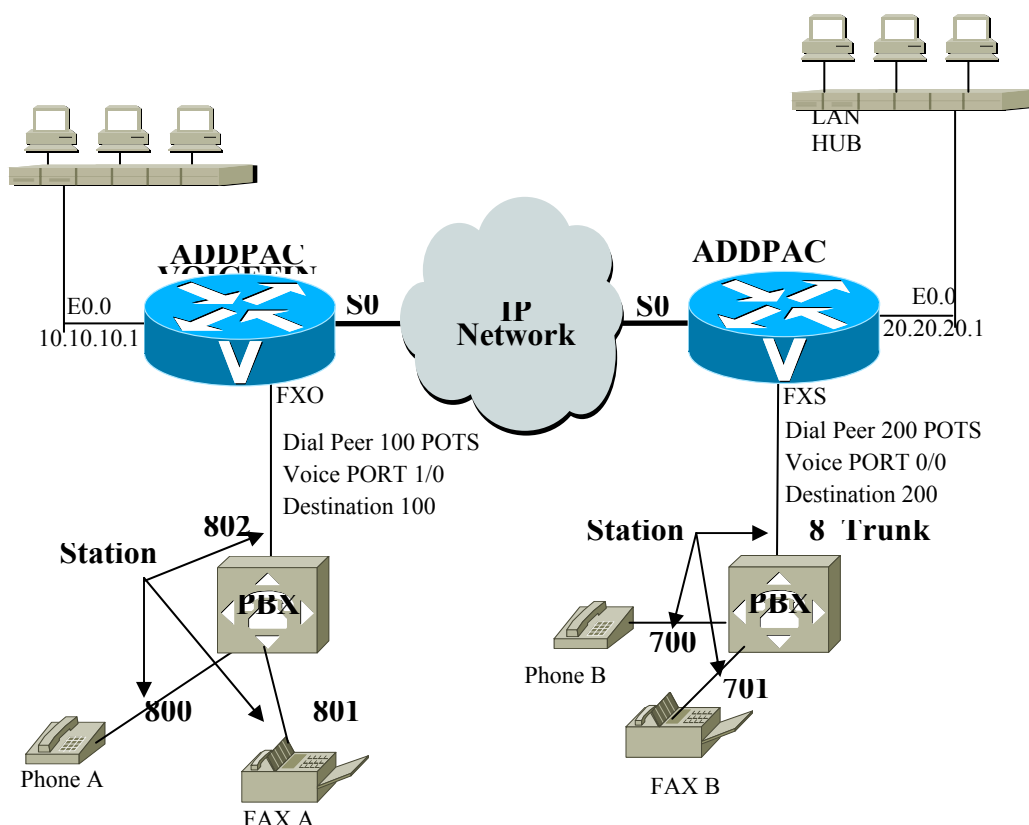 LAN
HUB
ADDPAC
ADDPAC
E0.0
10.10.10.1
S0
IP
Network
S0
E0.0
20.20.20.1
V
V
FXO
Dial Peer 100 POTS
Voice PORT 1/0
Destination 100
FXS
Dial Peer 200 POTS
Voice PORT 0/0
Destination 200
802
Station
PBX
800
801
Phone A
FAX A
Station
8 Trunk
PBX
700
Phone B
701
FAX B